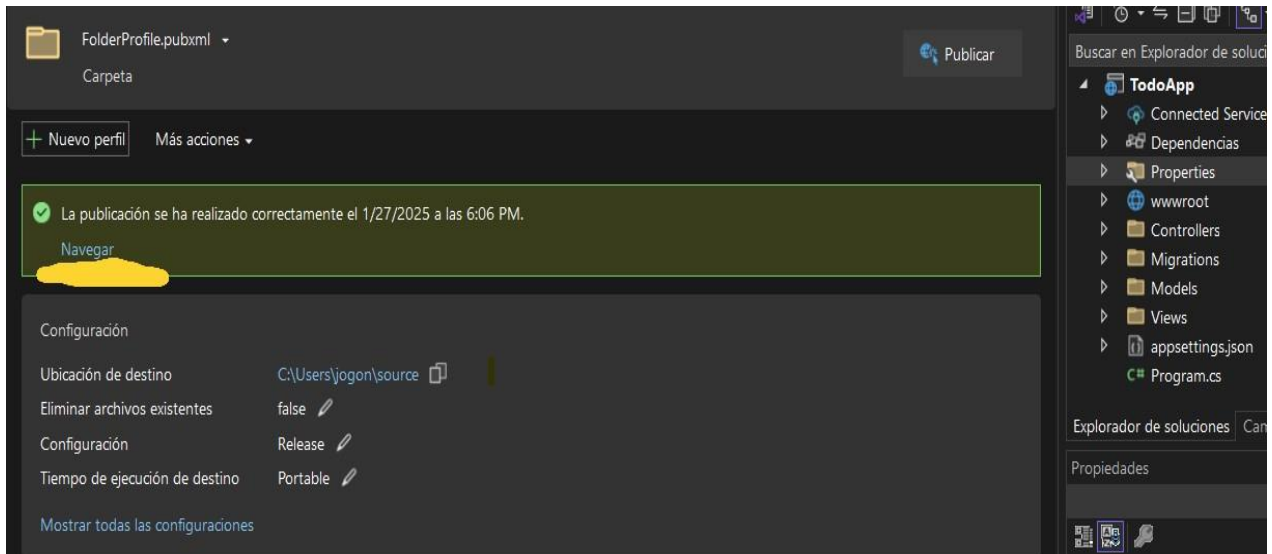 FolderProfile.pubxml
Carpeta
Publicar
Nuevo perfil
Más acciones
La publicación se ha realizado correctamente el 1/27/2025 a las 6:06 PM.
Navegar
Configuración
Ubicación de destino C:\Users\jogon\source
Eliminar archivos existentes false
Configuración Release
Tiempo de ejecución de destino Portable
Mostrar todas las configuraciones
Buscar en Explorador de soluci
TodoApp
Connected Service
Dependencias
Properties
wwwroot
Controllers
Migrations
Models
Views
appsettings.json
C# Program.cs
Explorador de soluciones Cam
Propiedades